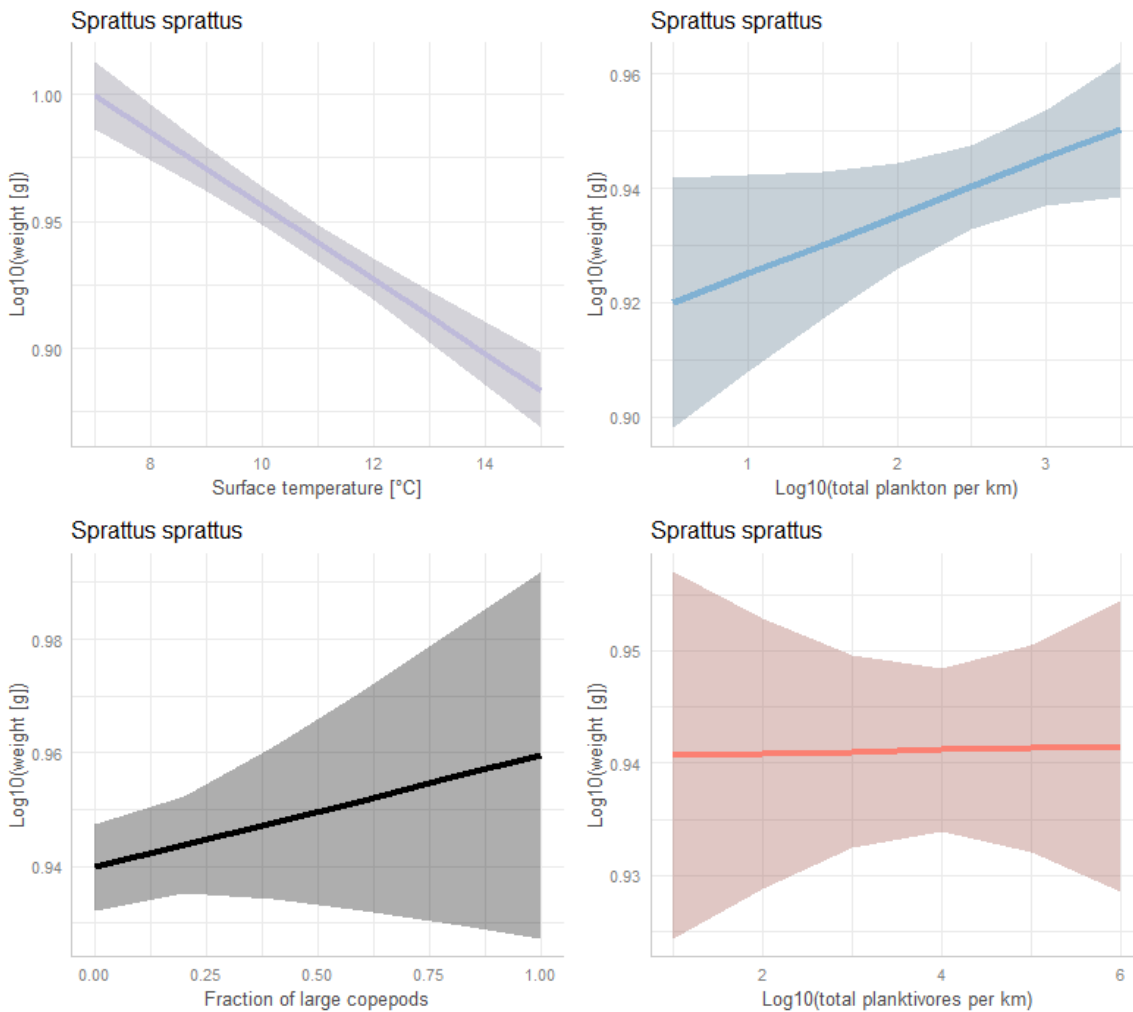 Sprattus sprattus
Log10(weight [g])
1.00
0.95
0.90
8 10 12 14
Surface temperature [°C]
Sprattus sprattus
Log10(weight [g])
0.96
0.94
0.92
0.90
1 2 3
Log10(total plankton per km)
Sprattus sprattus
Log10(weight [g])
0.98
0.96
0.94
0.00 0.25 0.50 0.75 1.00
Fraction of large copepods
Sprattus sprattus
Log10(weight [g])
0.95
0.94
0.93
2 4 6
Log10(total planktivores per km)